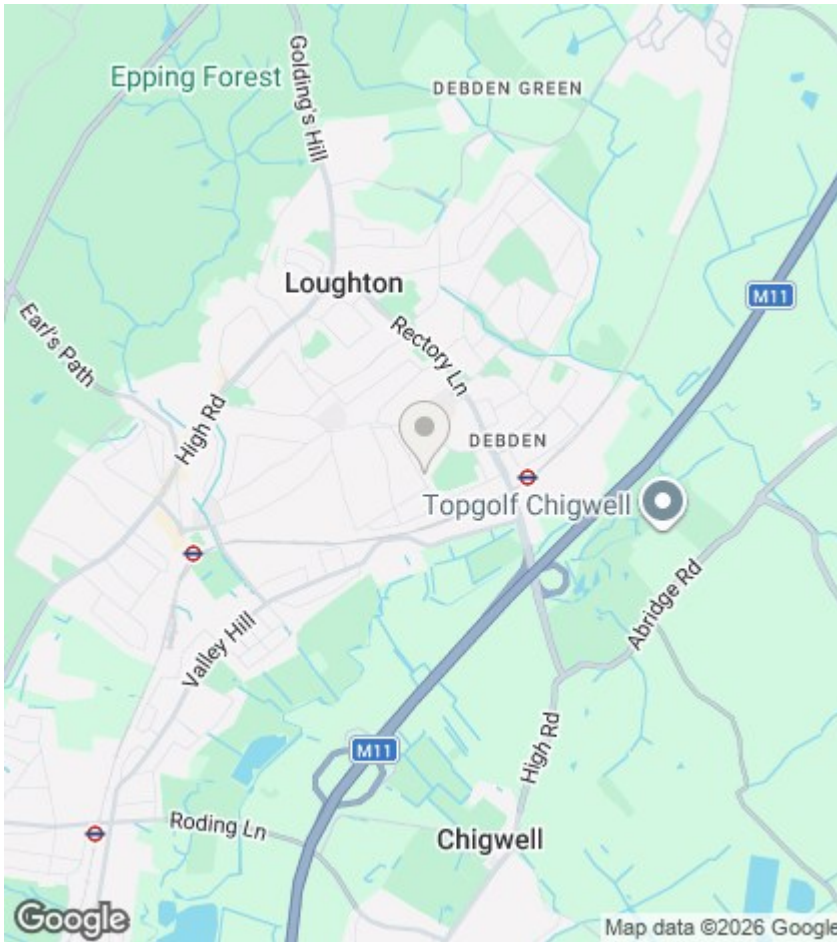 Epping Forest
Golding's Hill
DEBDEN GREEN
Loughton
M11
Earl's Path
Rectory Ln
High Rd
DEBDEN
Topgolf Chigwell
Abridge Rd
Valley Hill
High Rd
M11
Roding Ln
Chigwell
Google
Map data ©2026 Google